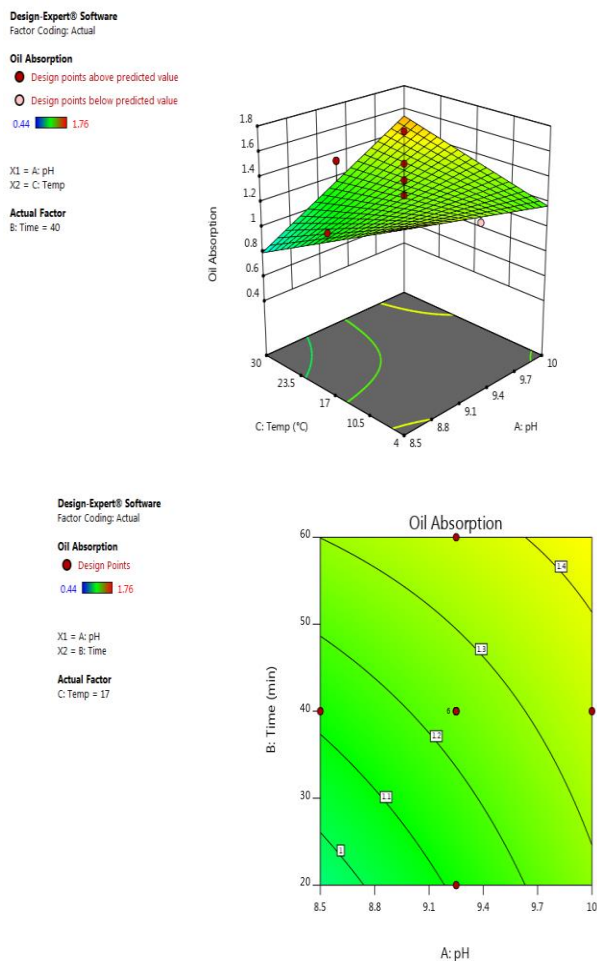 Design-Expert® Software
Factor Coding: Actual
Oil Absorption
Design points above predicted value
Design points below predicted value
0.44 1.76
X1 = A: pH
X2 = C: Temp
Actual Factor
B: Time = 40
Oil Absorption
1.8
1.6
1.4
1.2
1
0.8
0.6
0.4
30
23.5
17
10.5
4
C: Temp (°C)
8.5
8.8
9.1
9.4
9.7
10
A: pH
Design-Expert® Software
Factor Coding: Actual
Oil Absorption
Design Points
0.44 1.76
X1 = A: pH
X2 = B: Time
Actual Factor
C: Temp = 17
Oil Absorption
B: Time (min)
60
50
40
30
20
1.4
1.3
6
1.2
1.1
1
8.5 8.8 9.1 9.4 9.7 10
A: pH